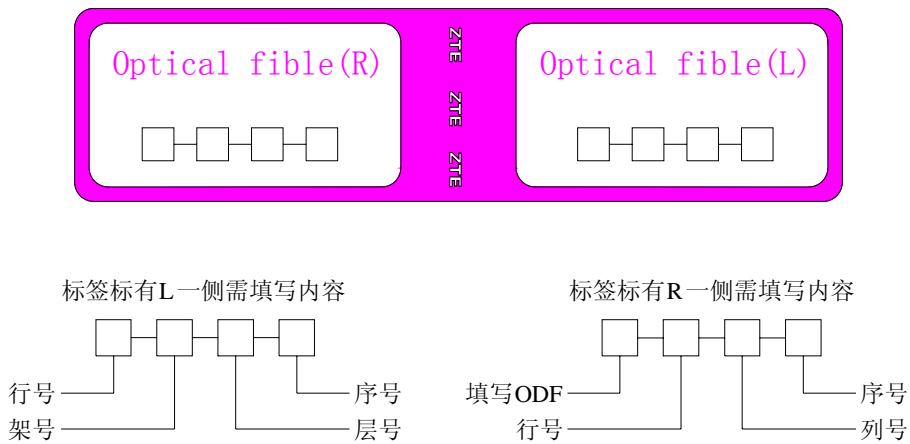 Optical fible(R)
ZTE
ZTE
ZTE
Optical fible(L)
标签标有L一侧需填写内容
行号
架号
序号
层号
标签标有R一侧需填写内容
填写ODF
行号
序号
列号